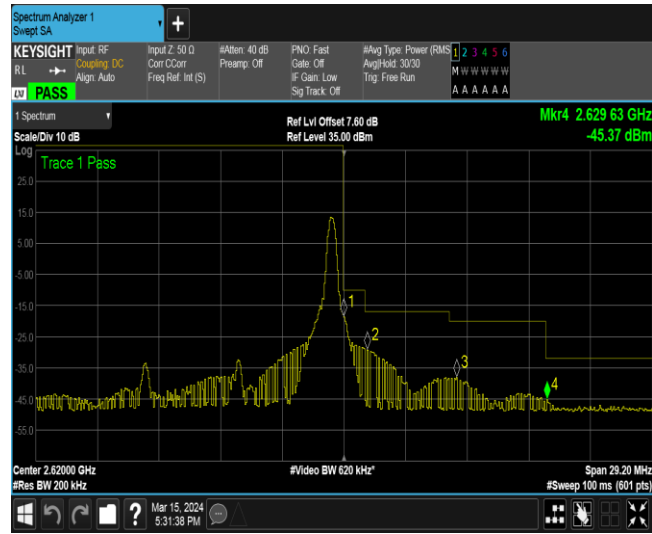 Spectrum Analyzer 1
Swept SA
+
KEYSIGHT
RL
LXI
PASS
Input: RF
Coupling: DC
Align: Auto
Input Z: 50 Ω
Corr CCorr
Freq Ref: Int (S)
#Atten: 40 dB
Preamp: Off
PNO: Fast
Gate: Off
IF Gain: Low
Sig Track: Off
#Avg Type: Power (RMS
Avg|Hold: 30/30
Trig: Free Run
1 2 3 4 5 6
M W W W W W
A A A A A A
1 Spectrum
Scale/Div 10 dB
Log
Ref Lvl Offset 7.60 dB
Ref Level 35.00 dBm
Mkr4 2.629 63 GHz
-45.37 dBm
Trace 1 Pass
25.0
15.0
5.00
-5.00
-15.0
-25.0
-35.0
-45.0
-55.0
1
2
3
4
Center 2.62000 GHz
#Res BW 200 kHz
#Video BW 620 kHz*
Span 29.20 MHz
#Sweep 100 ms (601 pts)
?
Mar 15, 2024
5:31:38 PM